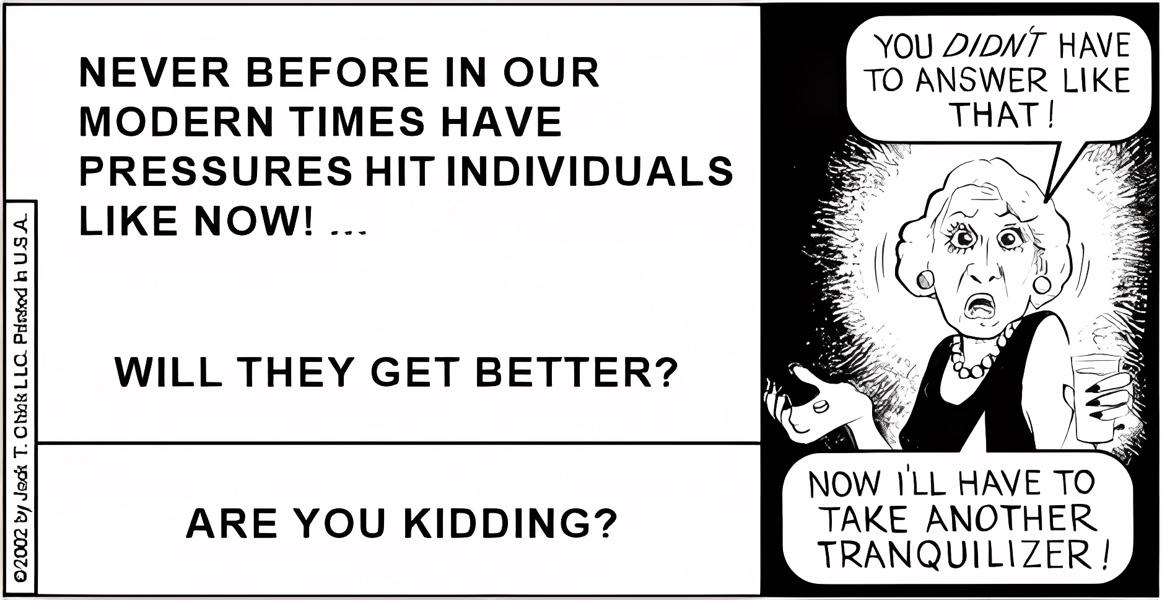 NEVER BEFORE IN OUR
MODERN TIMES HAVE
PRESSURES HIT INDIVIDUALS
LIKE NOW! ...
WILL THEY GET BETTER?
ARE YOU KIDDING?
©2002 by Jack T. Chick LLC. Printed in U.S.A.
YOU DIDN'T HAVE
TO ANSWER LIKE
THAT!
NOW I'LL HAVE TO
TAKE ANOTHER
TRANQUILIZER!